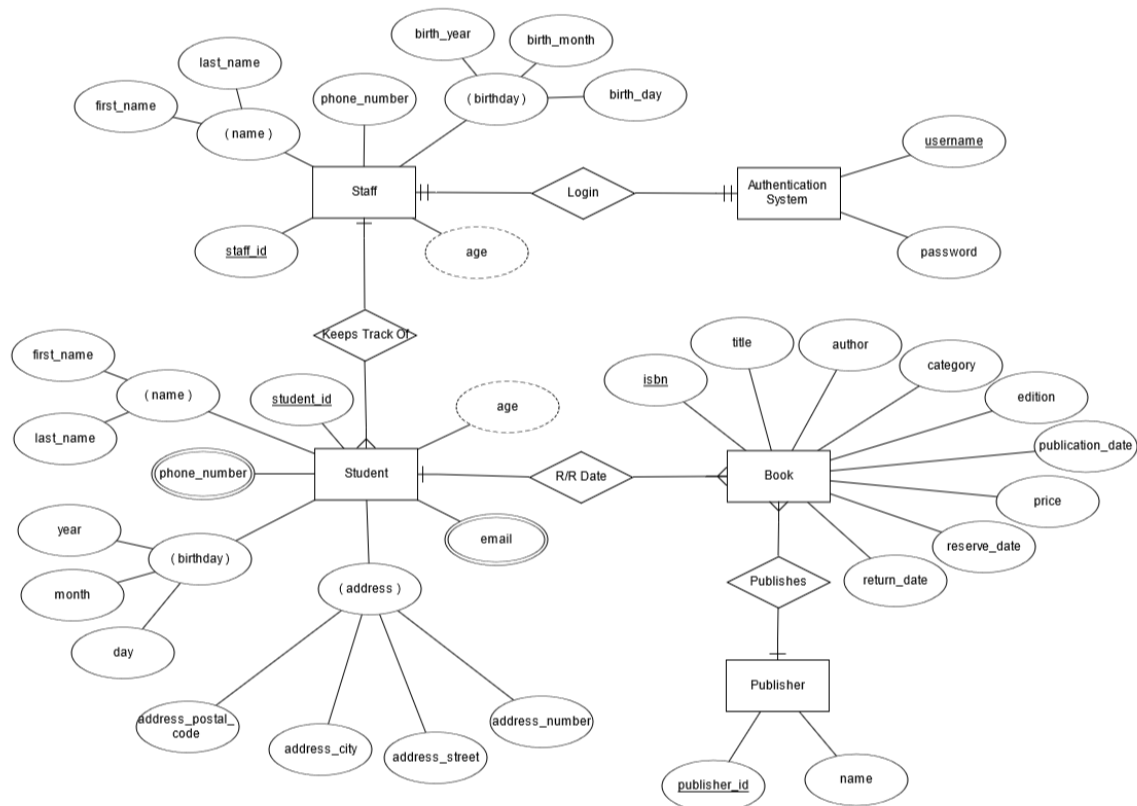 birth_year
birth_month
last_name
first_name
phone_number
( birthday )
birth_day
( name )
username
Staff
Login
Authentication
System
staff_id
age
password
Keeps Track Of
title
author
first_name
category
isbn
( name )
student_id
age
edition
last_name
publication_date
phone_number
Student
R/R Date
Book
price
year
email
reserve_date
( birthday )
month
return_date
Publishes
( address )
day
Publisher
address_postal_
code
address_number
address_city
address_street
publisher_id
name